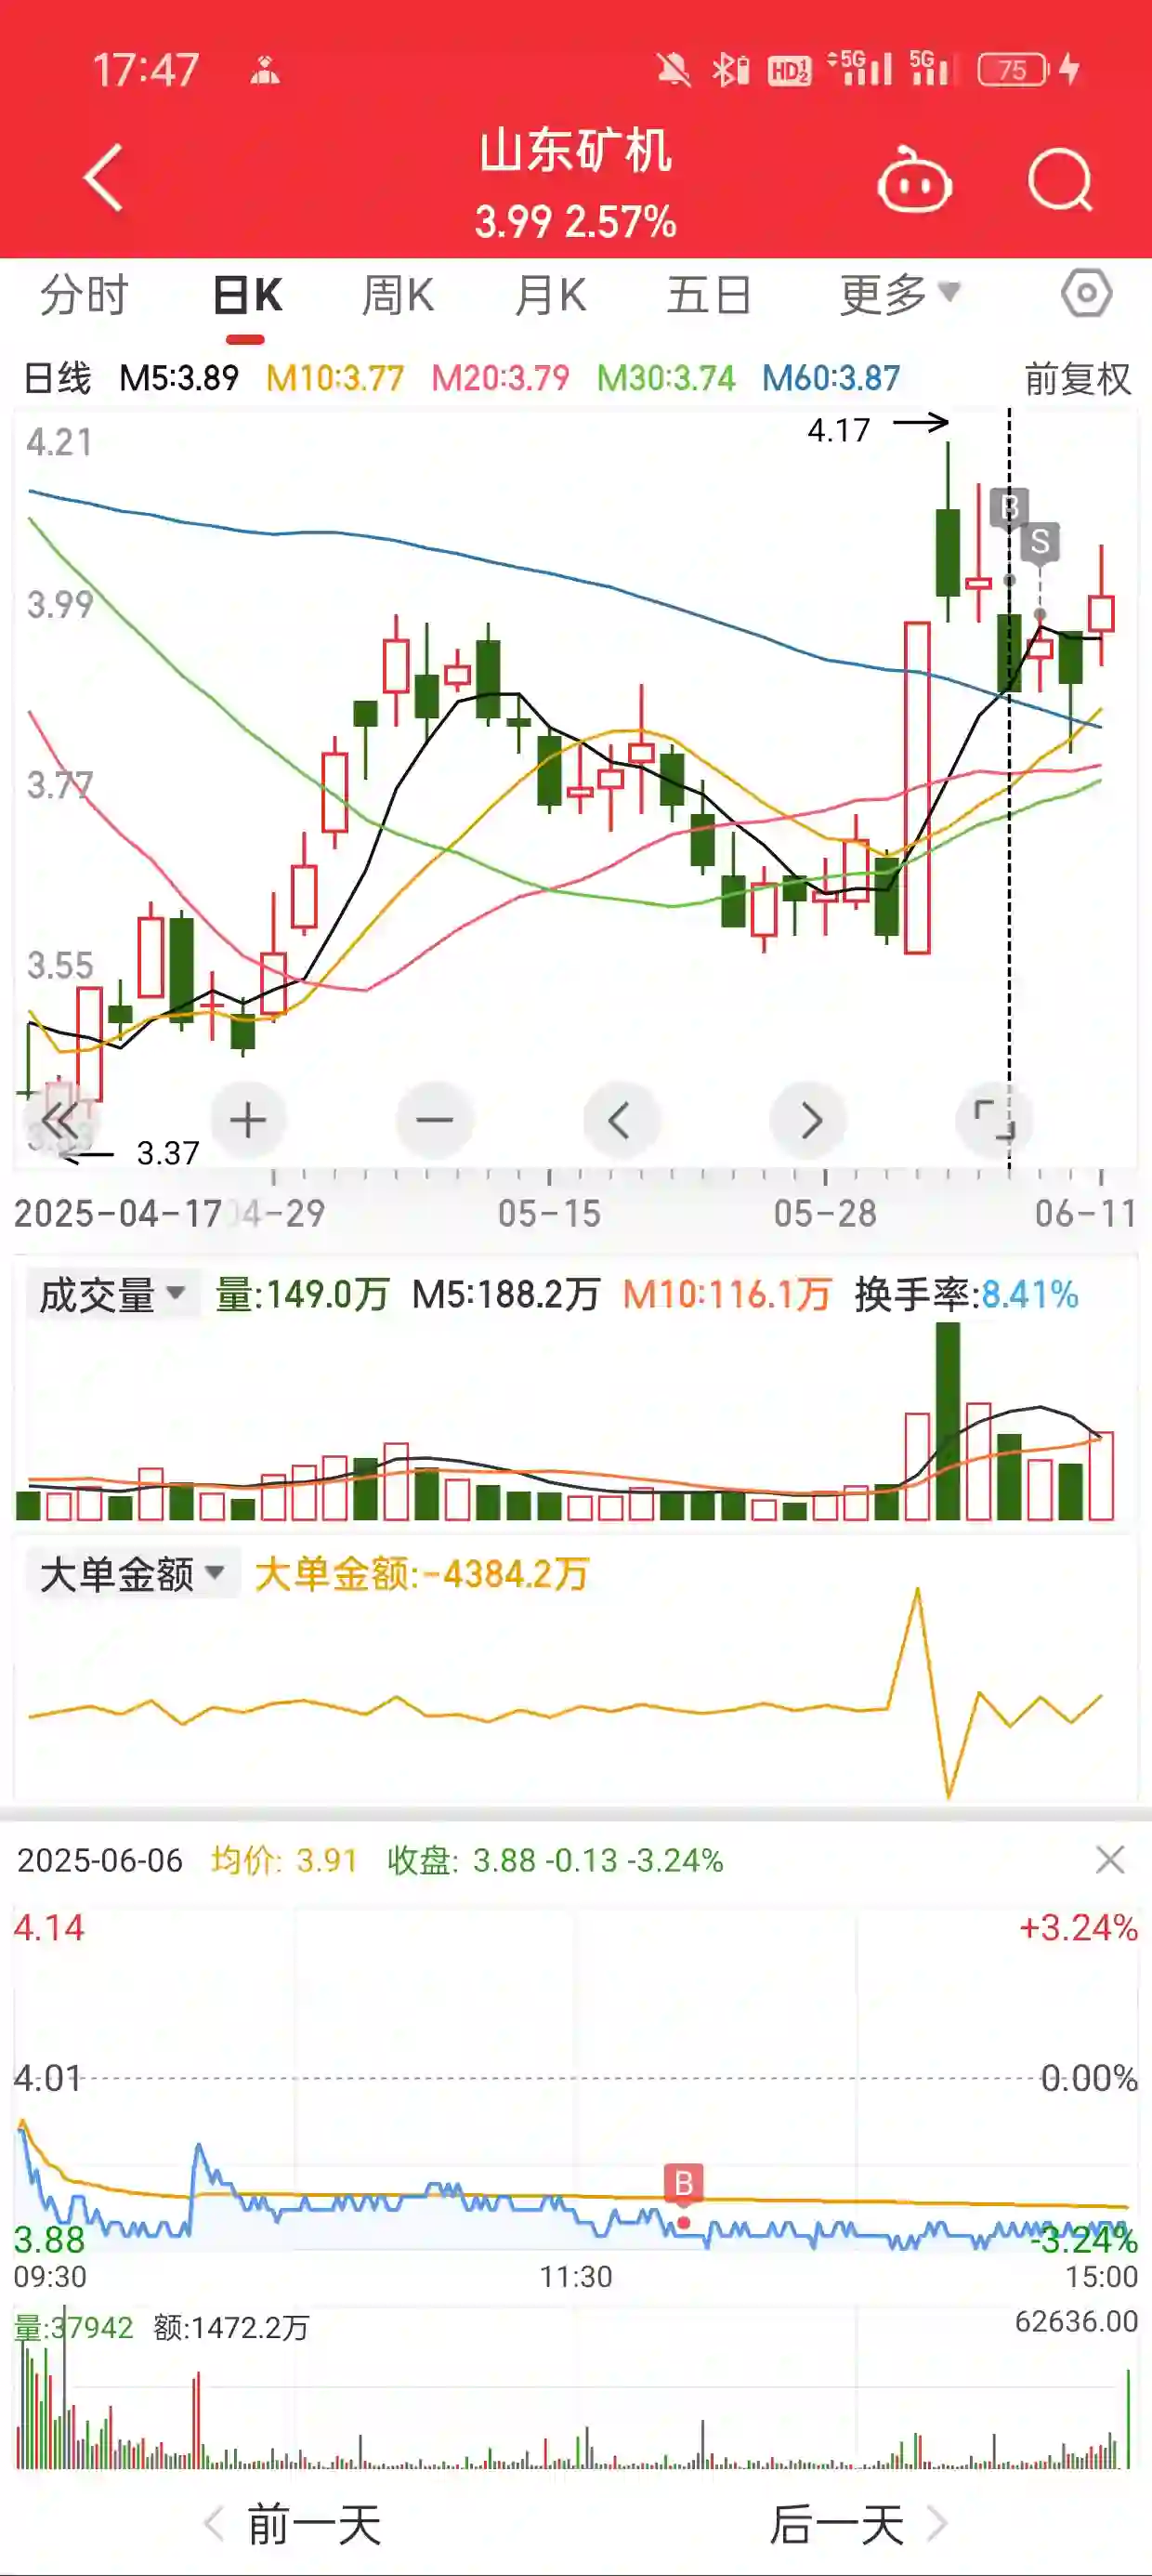 17:47 HD 1 2 5G 5G 75
山东矿机
3.99 2.57%
分时 日K 周K 月K 五日 更多
日线 M5:3.89 M10:3.77 M20:3.79 M30:3.74 M60:3.87 前复权
4.21
4.17
B
S
3.99
3.77
3.55
3.37
2025-04-17 04-29 05-15 05-28 06-11
成交量 量:149.0万 M5:188.2万 M10:116.1万 换手率:8.41%
大单金额 大单金额:-4384.2万
2025-06-06 均价: 3.91 收盘: 3.88 -0.13 -3.24%
4.14 +3.24%
4.01 0.00%
B
3.88 -3.24%
09:30 11:30 15:00
量:37942 额:1472.2万 62636.00
前一天 后一天